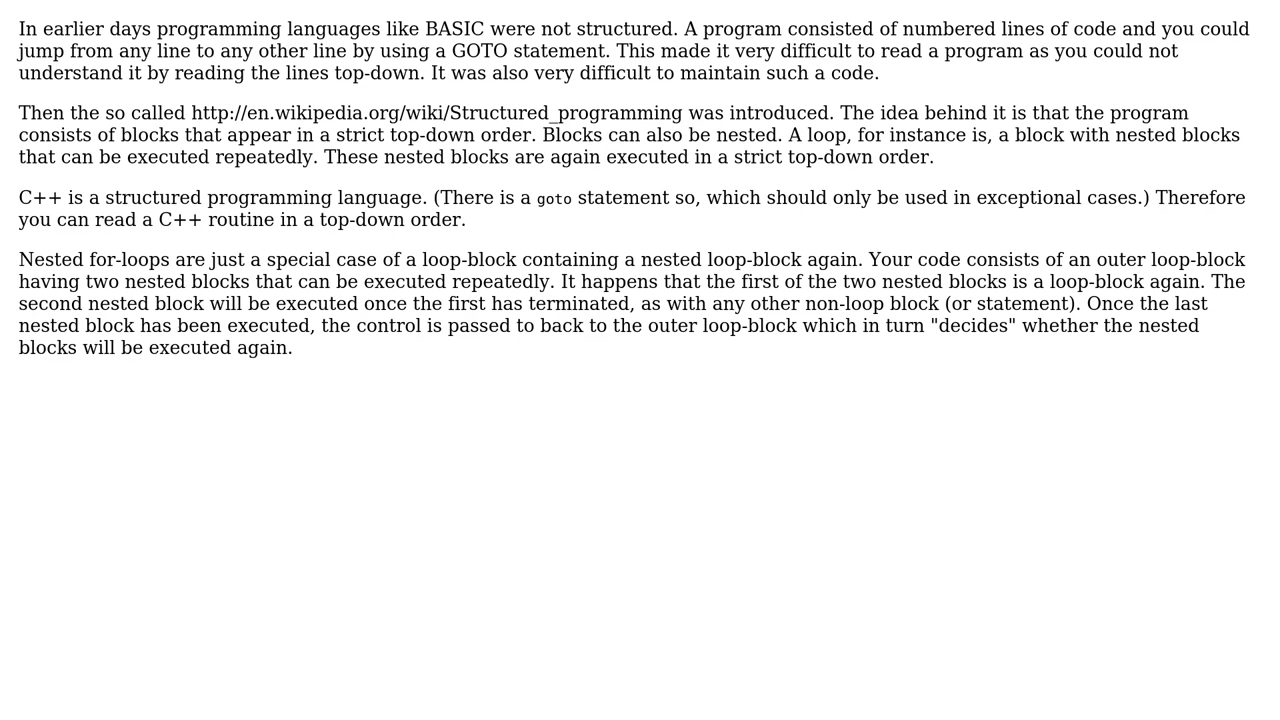 In earlier days programming languages like BASIC were not structured. A program consisted of numbered lines of code and you could
jump from any line to any other line by using a GOTO statement. This made it very difficult to read a program as you could not
understand it by reading the lines top-down. It was also very difficult to maintain such a code.
Then the so called http://en.wikipedia.org/wiki/Structured_programming was introduced. The idea behind it is that the program
consists of blocks that appear in a strict top-down order. Blocks can also be nested. A loop, for instance is, a block with nested blocks
that can be executed repeatedly. These nested blocks are again executed in a strict top-down order.
C++ is a structured programming language. (There is a goto statement so, which should only be used in exceptional cases.) Therefore
you can read a C++ routine in a top-down order.
Nested for-loops are just a special case of a loop-block containing a nested loop-block again. Your code consists of an outer loop-block
having two nested blocks that can be executed repeatedly. It happens that the first of the two nested blocks is a loop-block again. The
second nested block will be executed once the first has terminated, as with any other non-loop block (or statement). Once the last
nested block has been executed, the control is passed to back to the outer loop-block which in turn "decides" whether the nested
blocks will be executed again.